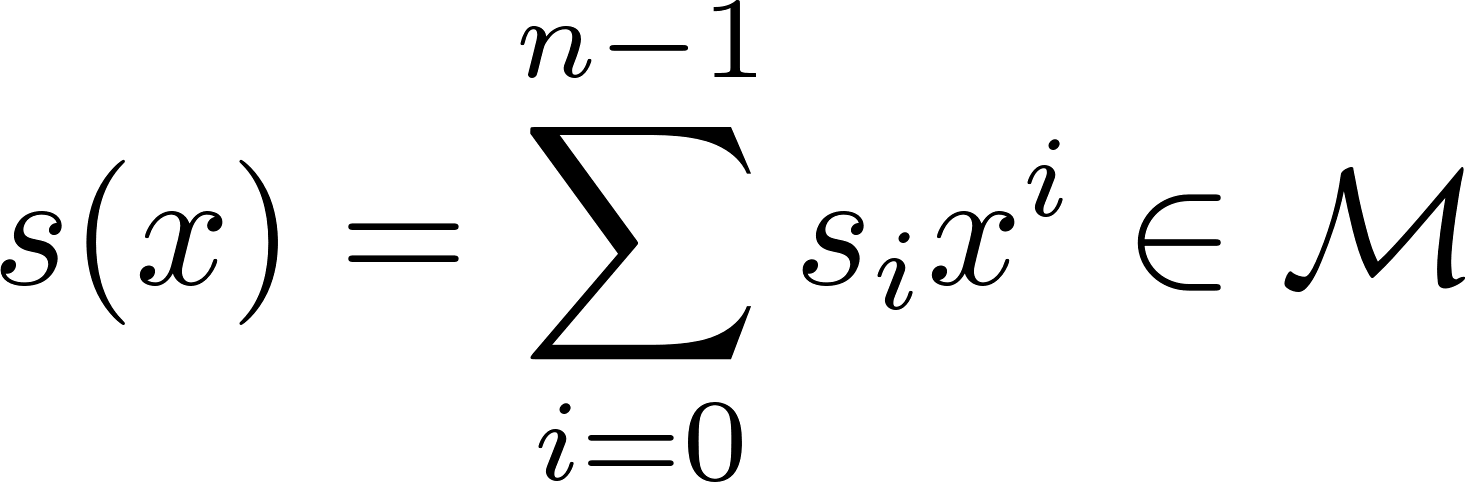 s(x) = \sum_{i=0}^{n-1} s_i x^i \in \mathcal{M}